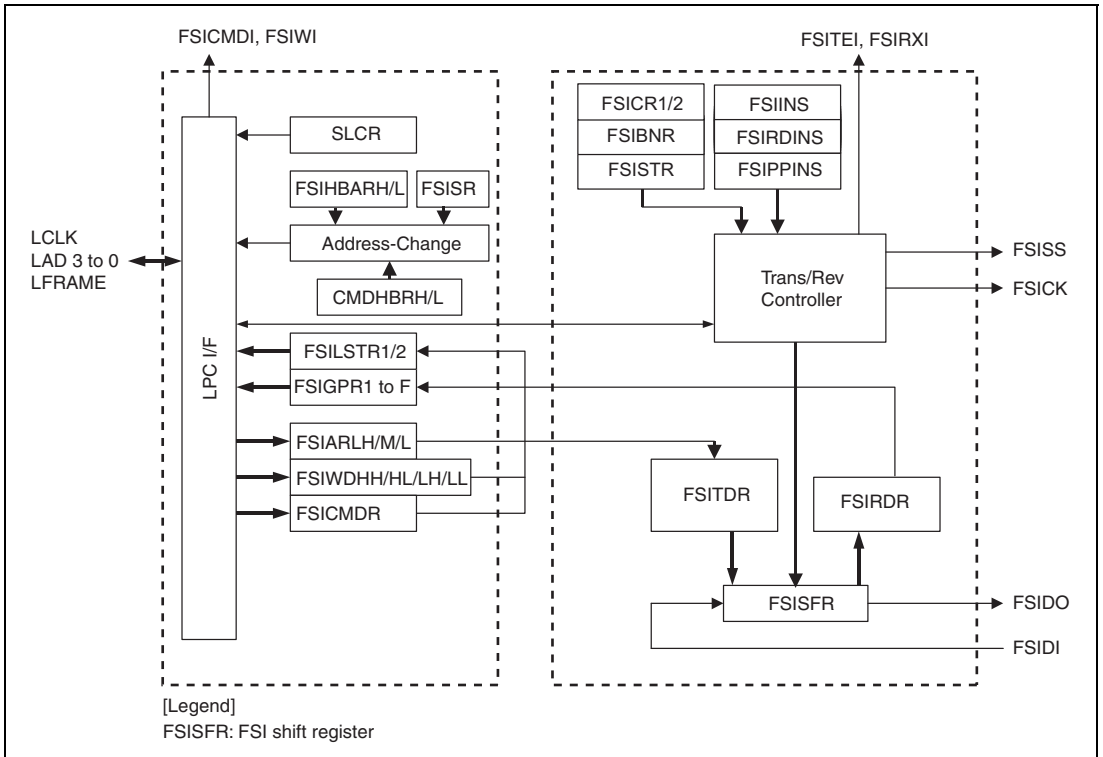 FSICMDI, FSIWI
FSITEI, FSIRXI
SLCR
FSIHBARH/L
FSISR
Address-Change
CMDHBRH/L
LCLK
LAD 3 to 0
LFRAME
LPC I/F
FSILSTR1/2
FSIGPR1 to F
FSIARLH/M/L
FSIWDHH/HL/LH/LL
FSICMDR
FSICR1/2
FSIBNR
FSISTR
FSIINS
FSIRDINS
FSIPPINS
Trans/Rev
Controller
FSISS
FSICK
FSITDR
FSIRDR
FSISFR
FSIDO
FSIDI
[Legend]
FSISFR: FSI shift register